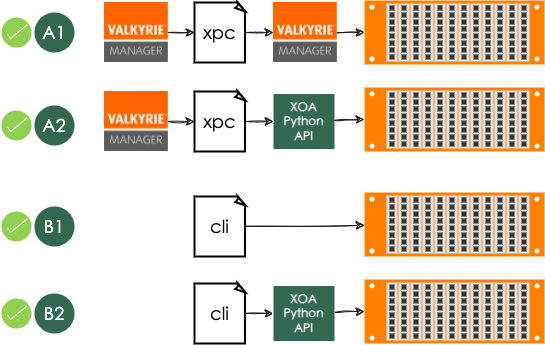 A1
VALKYRIE
MANAGER
xpc
VALKYRIE
MANAGER
A2
VALKYRIE
MANAGER
xpc
XOA
Python
API
B1
cli
B2
cli
XOA
Python
API